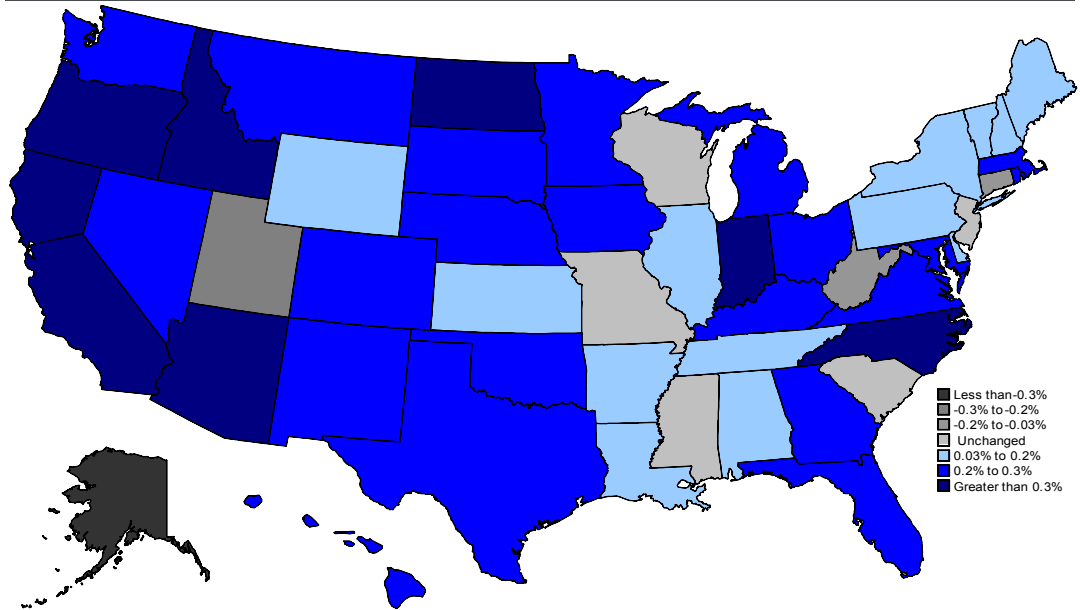 Less than-0.3%
-0.3% to -0.2%
-0.2% to -0.03%
Unchanged
0.03% to 0.2%
0.2% to 0.3%
Greater than 0.3%